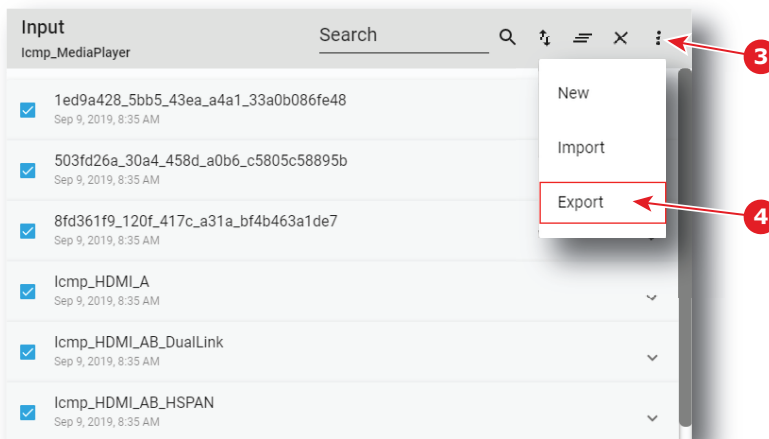 Input
Icmp_MediaPlayer
Search
3
New
Import
Export
4
1ed9a428_5bb5_43ea_a4a1_33a0b086fe48
Sep 9, 2019, 8:35 AM
503fd26a_30a4_458d_a0b6_c5805c58895b
Sep 9, 2019, 8:35 AM
8fd361f9_120f_417c_a31a_bf4b463a1de7
Sep 9, 2019, 8:35 AM
Icmp_HDMI_A
Sep 9, 2019, 8:35 AM
Icmp_HDMI_AB_DualLink
Sep 9, 2019, 8:35 AM
Icmp_HDMI_AB_HSPAN
Sep 9, 2019, 8:35 AM